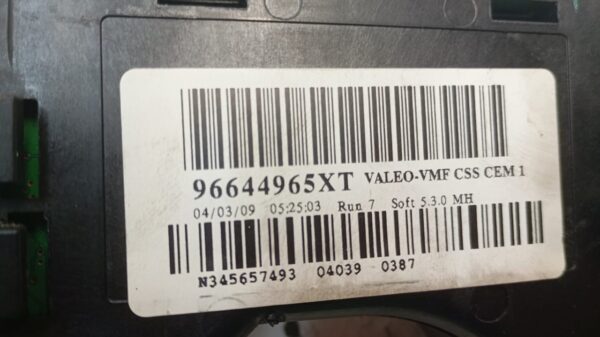 96644965XT VALEO-VMF CSS CEM 1
04/03/09 05:25:03 Run 7 Soft 5.3.0 MH
N345657493 04039 0387